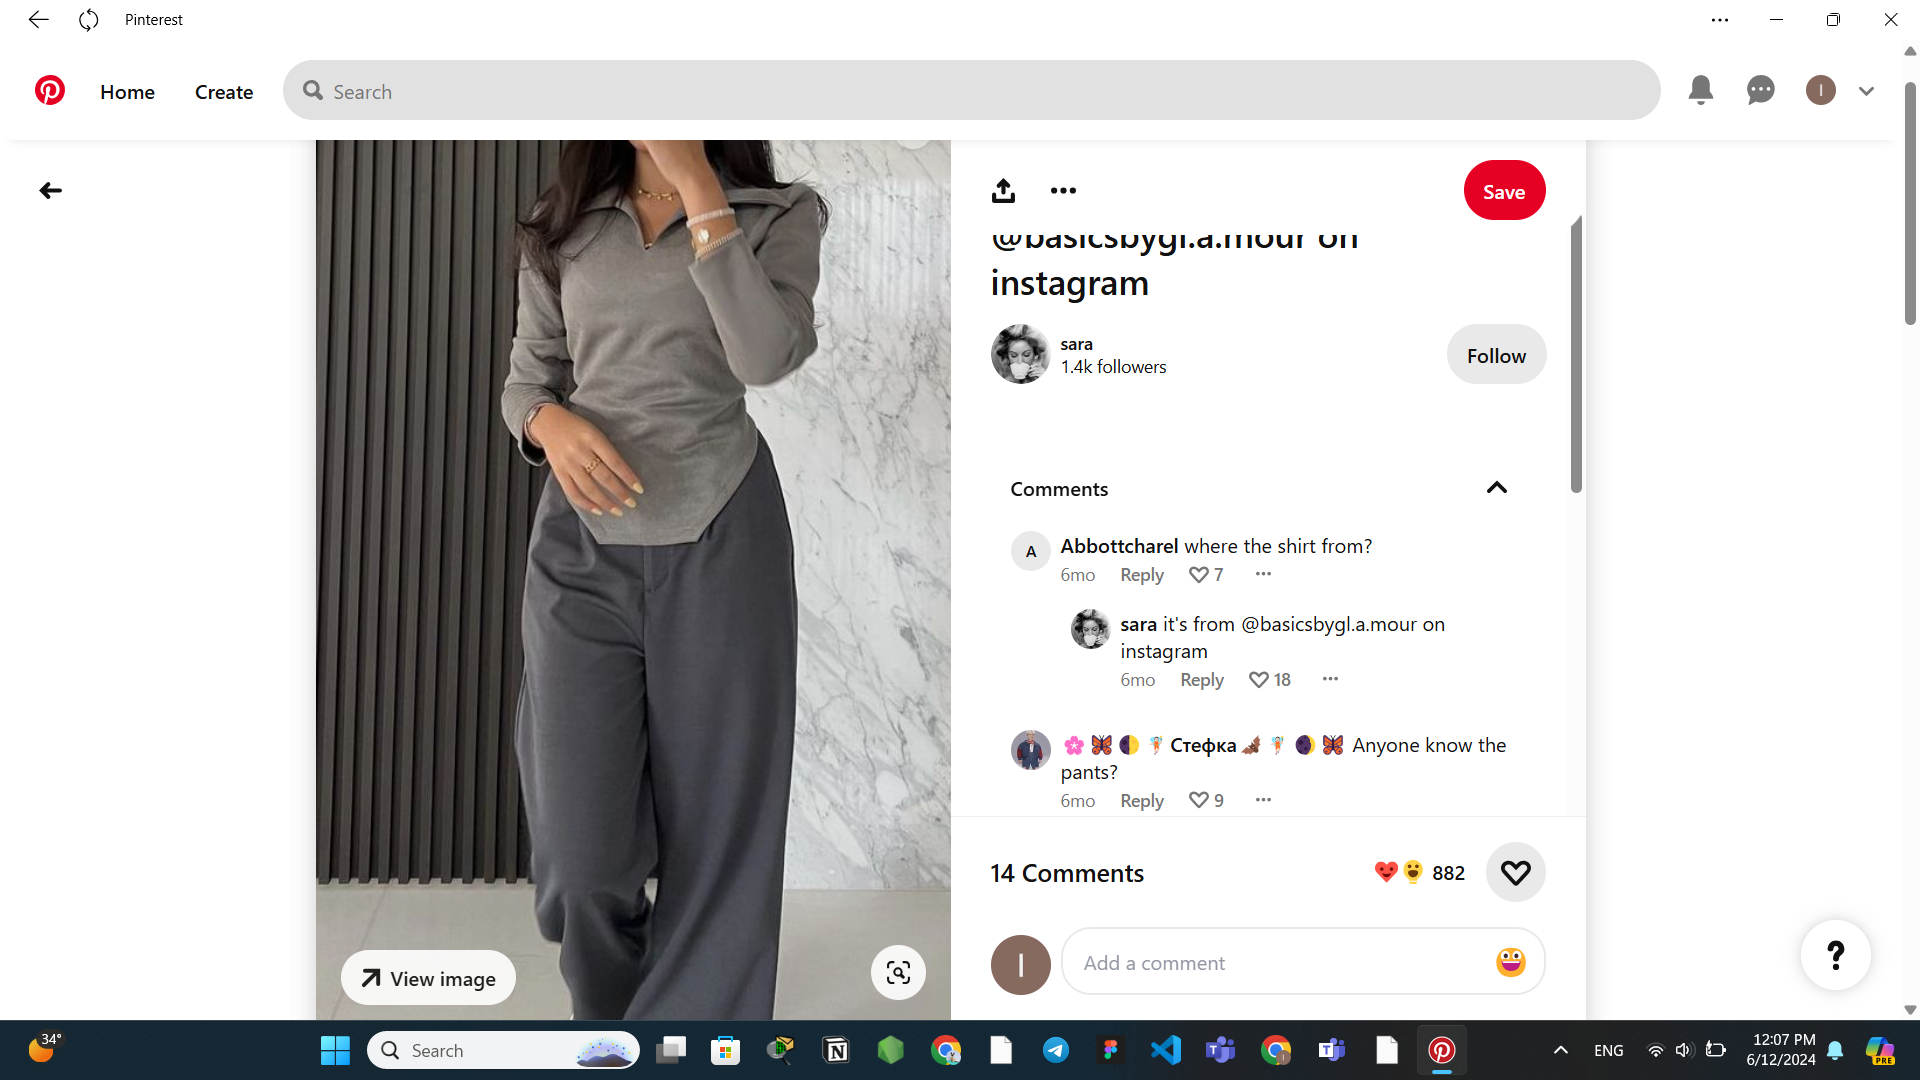 Pinterest
Home
Create
Search
I
Save
@basicsbygl.a.mour on
instagram
sara
1.4k followers
Follow
Comments
A
Abbottcharel where the shirt from?
6mo Reply 7
sara it's from @basicsbygl.a.mour on
instagram
6mo Reply 18
🌸🦋🌓🧚🏻Стефка🦇🧚🏻🌒🦋 Anyone know the
pants?
6mo Reply 9
14 Comments
882
I
Add a comment
View image
?
34°
Search
ENG
12:07 PM
6/12/2024
PRE